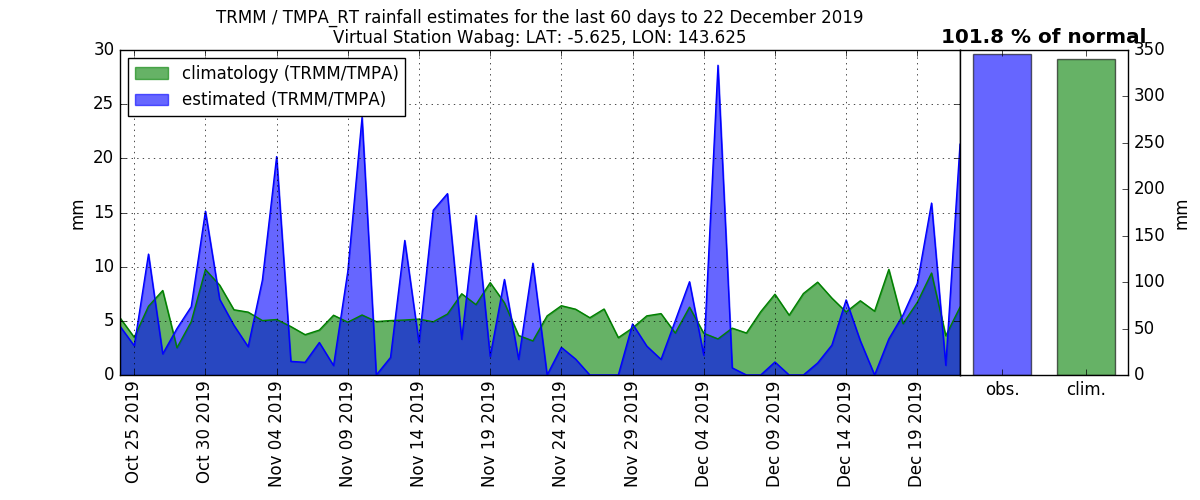 TRMM / TMPA_RT rainfall estimates for the last 60 days to 22 December 2019
Virtual Station Wabag: LAT: -5.625, LON: 143.625
101.8 % of normal
climatology (TRMM/TMPA)
estimated (TRMM/TMPA)
mm
30
25
20
15
10
5
0
350
300
250
200
150
100
50
0
mm
Oct 25 2019
Oct 30 2019
Nov 04 2019
Nov 09 2019
Nov 14 2019
Nov 19 2019
Nov 24 2019
Nov 29 2019
Dec 04 2019
Dec 09 2019
Dec 14 2019
Dec 19 2019
obs.
clim.